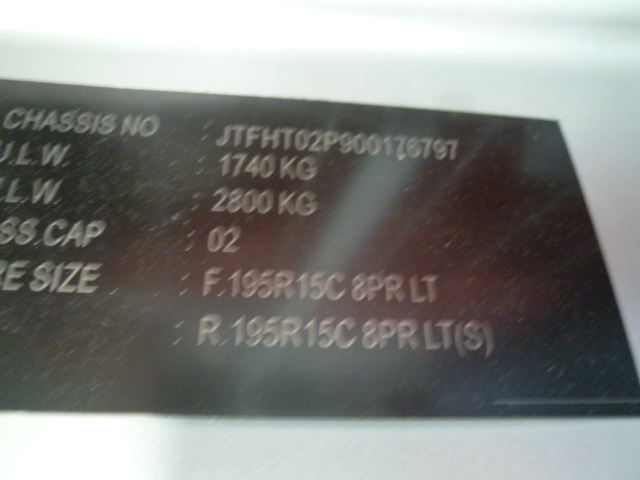 CHASSIS NO : JTFHT02P900176797
U.L.W. : 1740 KG
.L.W. : 2800 KG
SS.CAP : 02
RE SIZE : F.195R15C 8PR LT
: R.195R15C 8PR LT(S)